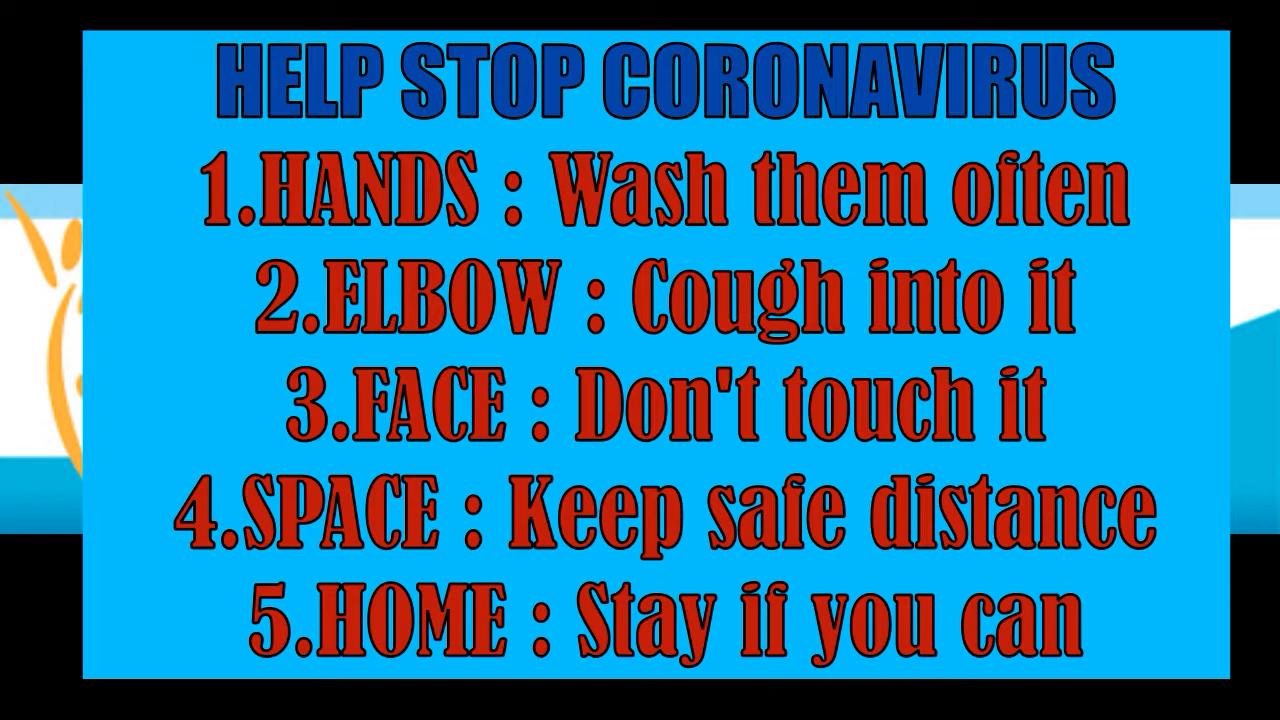 HELP STOP CORONAVIRUS
1.HANDS : Wash them often
2.ELBOW : Cough into it
3.FACE : Don't touch it
4.SPACE : Keep safe distance
5.HOME : Stay if you can